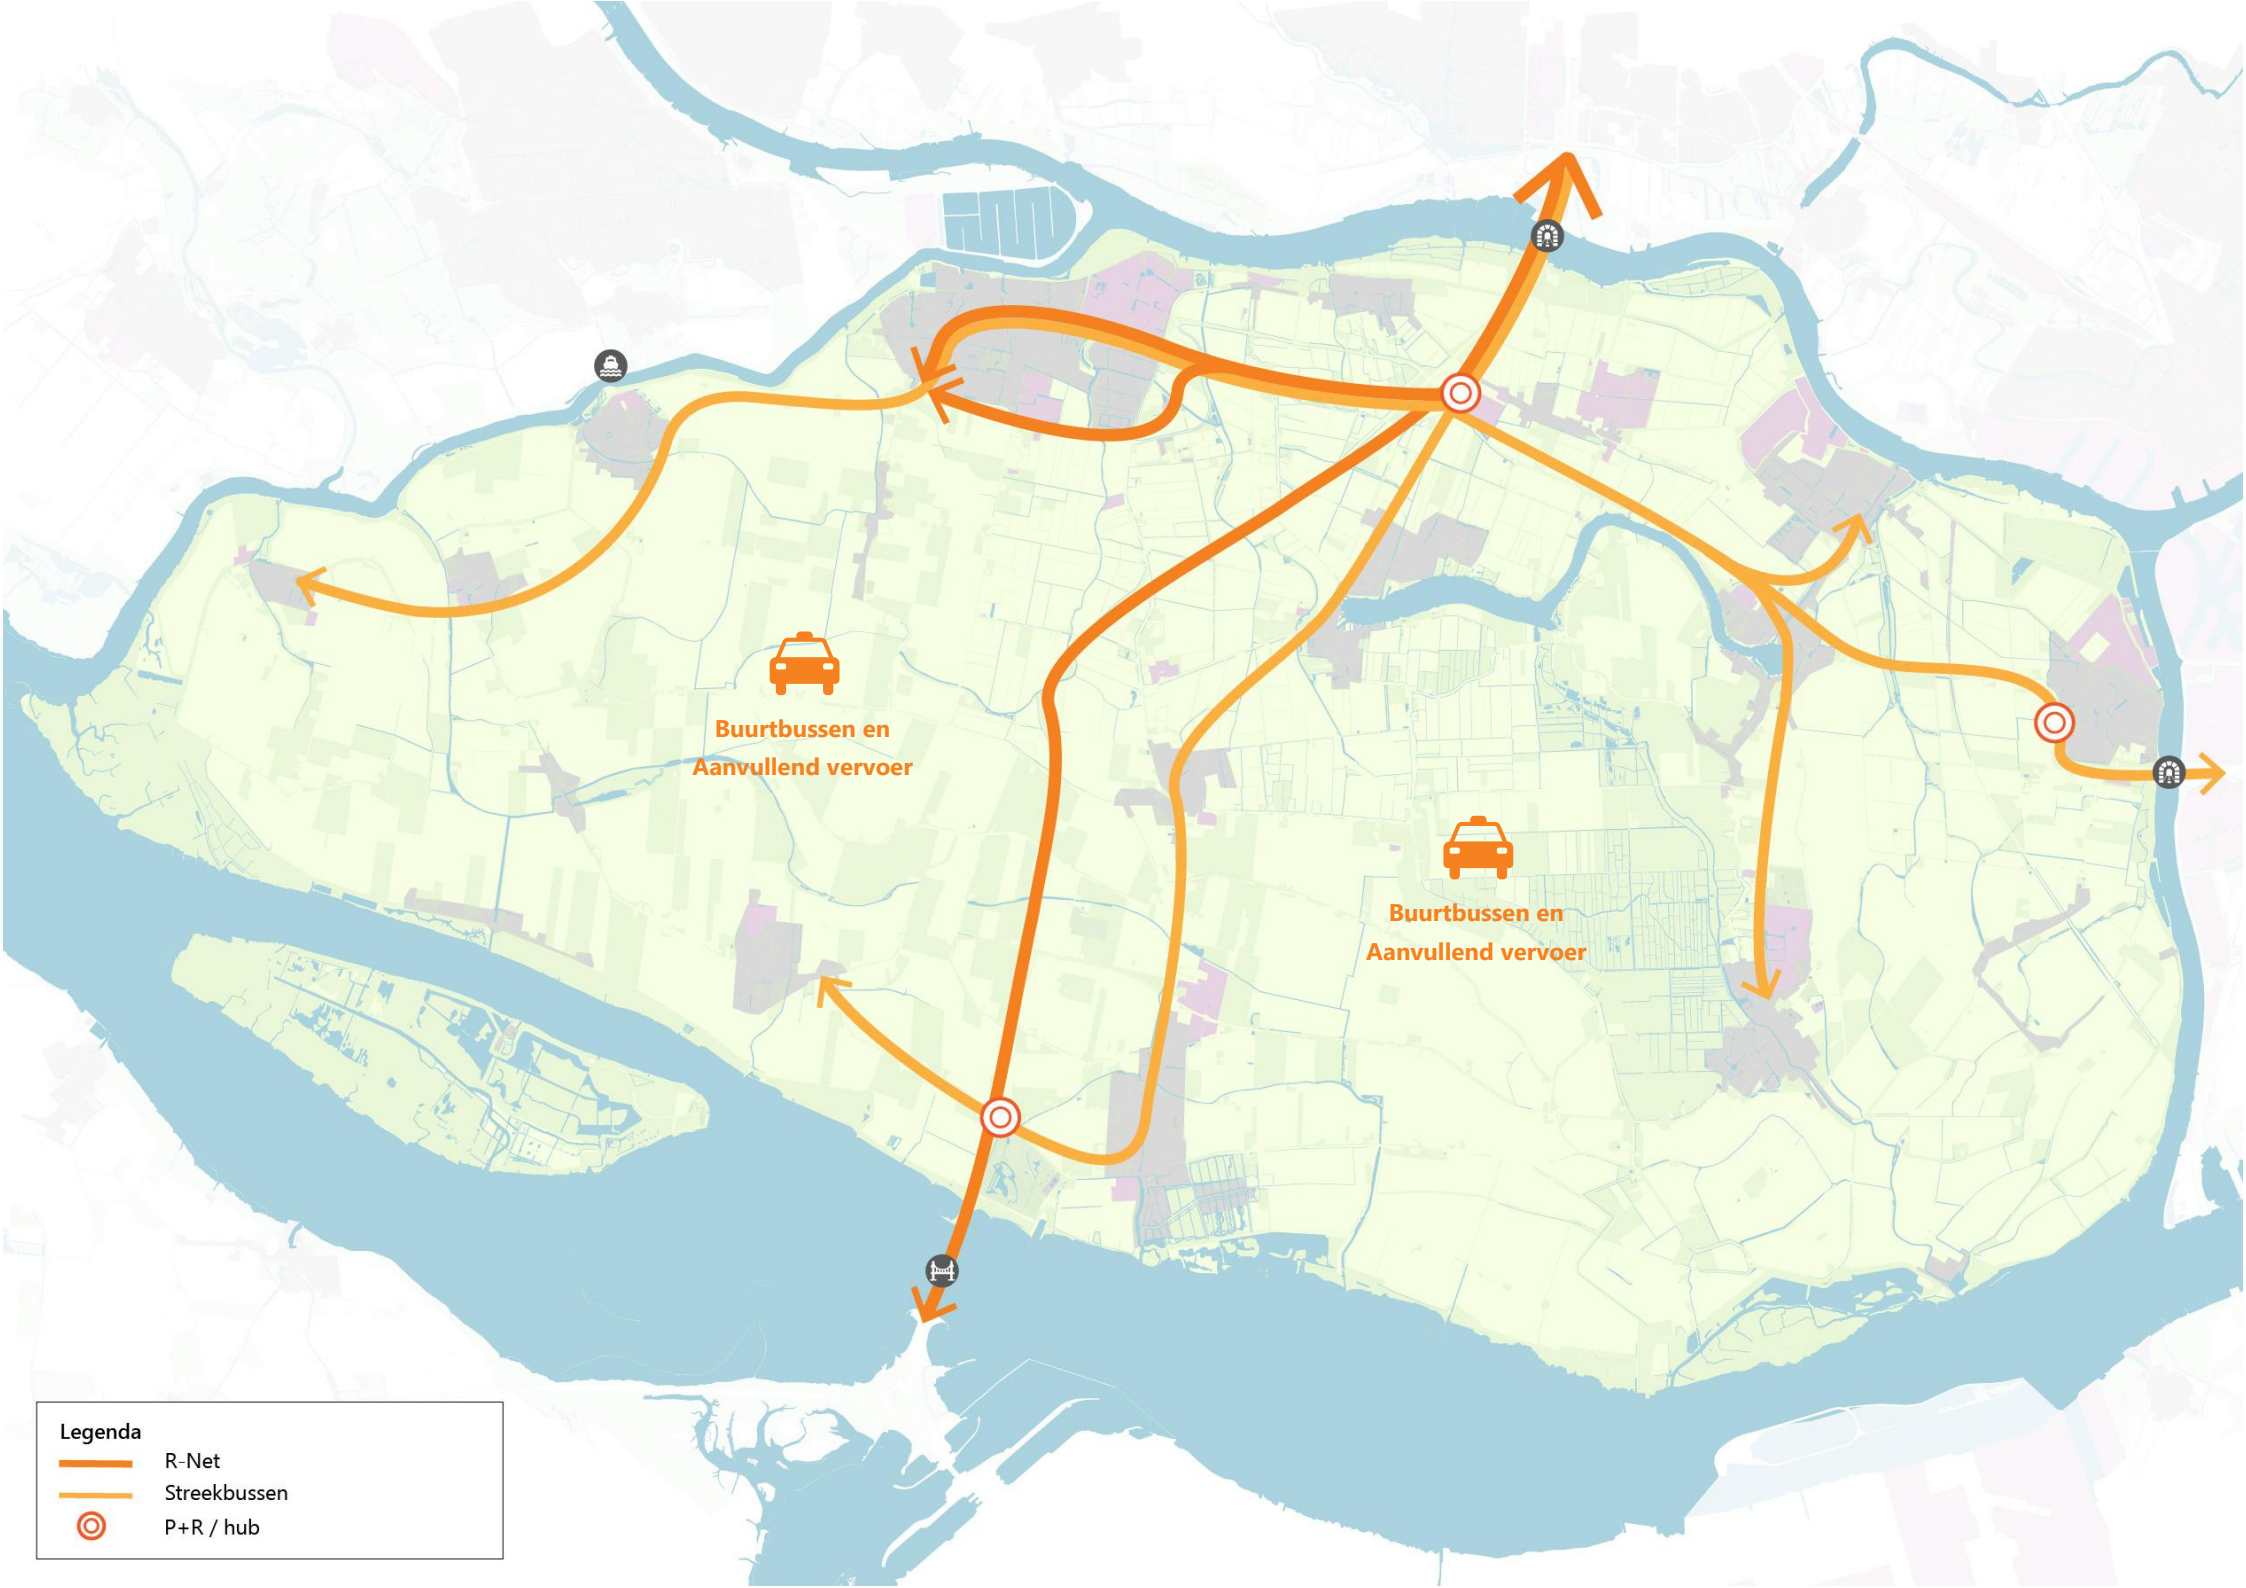 Buurtbussen en
Aanvullend vervoer
Buurtbussen en
Aanvullend vervoer
Legenda
R-Net
Streekbussen
P+R / hub